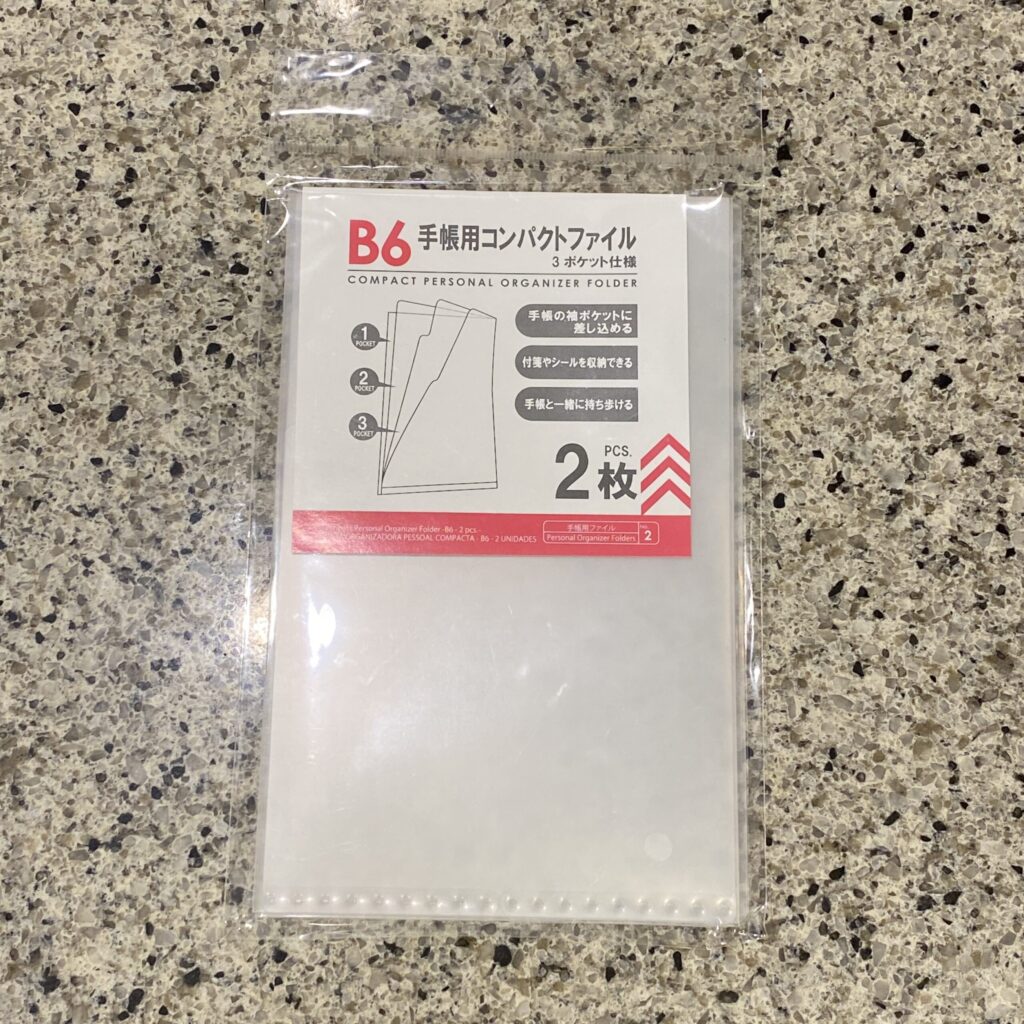 B6 手帳用コンパクトファイル
3 ポケット仕様
COMPACT PERSONAL ORGANIZER FOLDER
1
POCKET
2
POCKET
3
POCKET
手帳の袖ポケットに
差し込める
付箋やシールを収納できる
手帳と一緒に持ち歩ける
2 PCS.
枚
Personal Organizer Folder -B6 - 2 pcs -
ORGANIZADORA PESSOAL COMPACTA - B6 - 2 UNIDADES
手帳用ファイル
Personal Organizer Folders
NO.
2